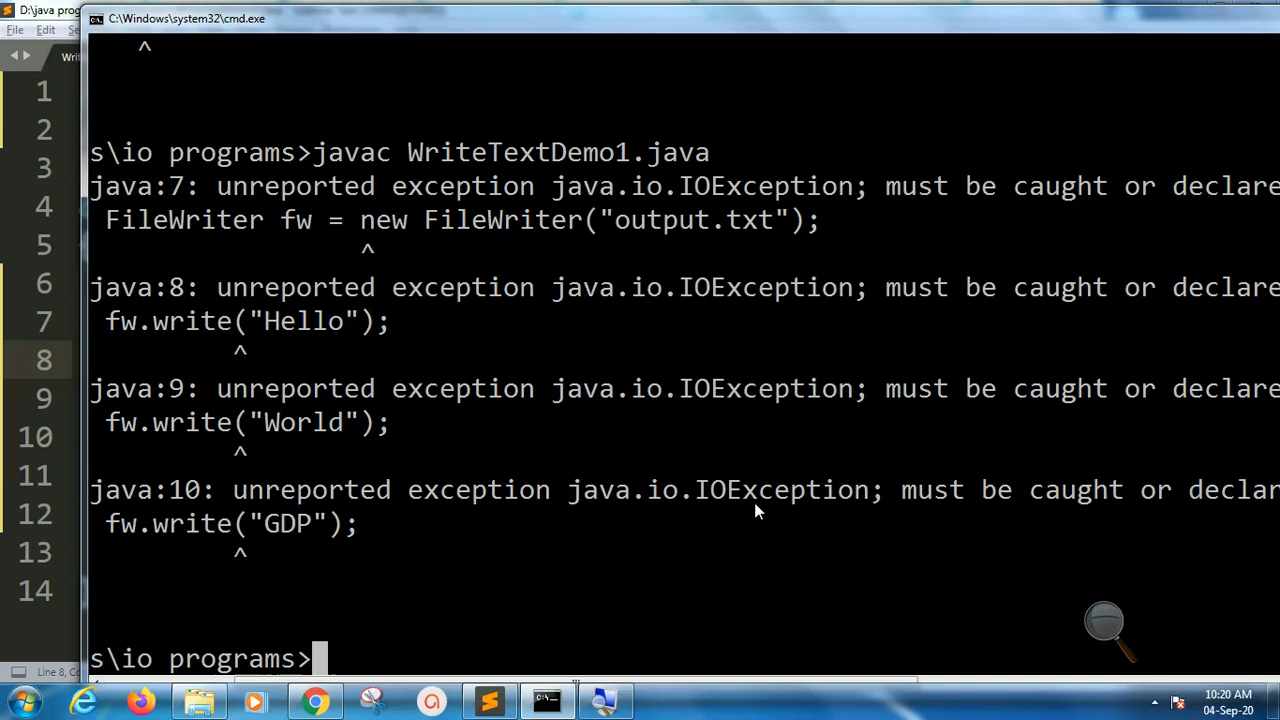 D:\java prog
C:\Windows\system32\cmd.exe
File Edit Se
Wri
1
2
3
4
5
6
7
8
9
10
11
12
13
14
^
s\io programs>javac WriteTextDemo1.java
java:7: unreported exception java.io.IOException; must be caught or declare
FileWriter fw = new FileWriter("output.txt");
^
java:8: unreported exception java.io.IOException; must be caught or declare
fw.write("Hello");
^
java:9: unreported exception java.io.IOException; must be caught or declare
fw.write("World");
^
java:10: unreported exception java.io.IOException; must be caught or declar
fw.write("GDP");
^
s\io programs>
Line 8, Co
10:20 AM
04-Sep-20